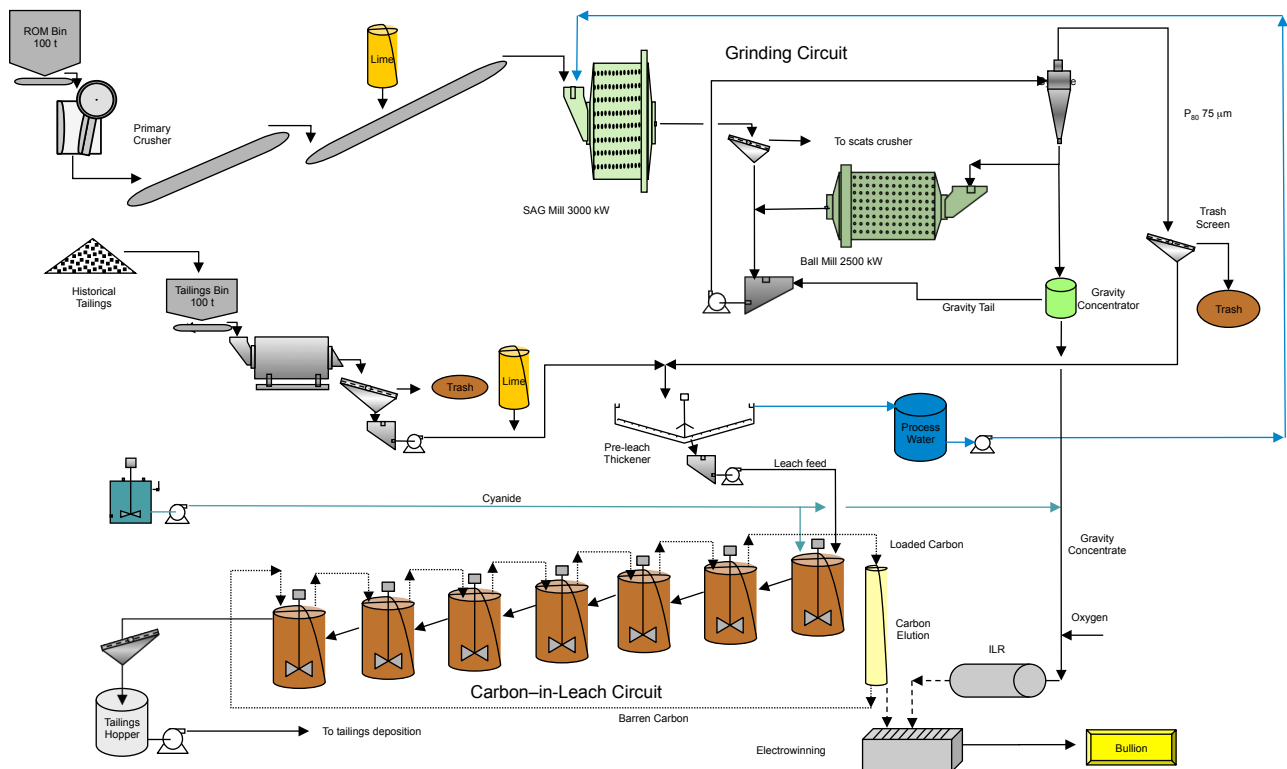 ROM Bin
100 t
Lime
Grinding Circuit
Primary
Crusher
To scats crusher
P80 75 µm
SAG Mill 3000 kW
Ball Mill 2500 kW
Trash
Screen
Historical
Tailings
Tailings Bin
100 t
Gravity Tail
Gravity
Concentrator
Trash
Trash
Lime
Pre-leach
Thickener
Process
Water
Leach feed
Cyanide
Loaded Carbon
Gravity
Concentrate
Carbon
Elution
Oxygen
ILR
Carbon–in-Leach Circuit
Barren Carbon
Tailings
Hopper
To tailings deposition
Electrowinning
Bullion